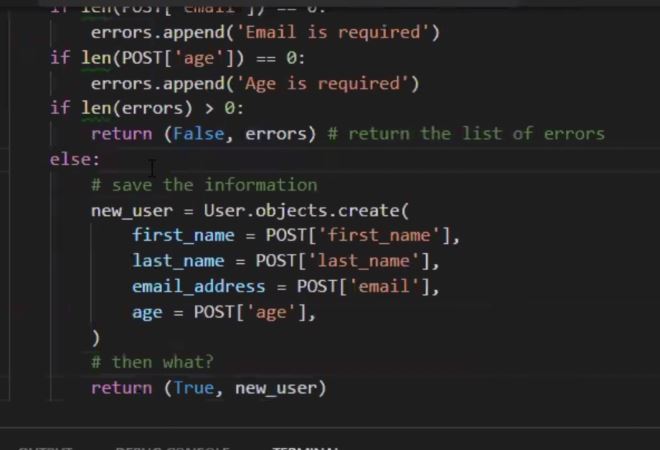 if len(POST['email']) == 0:
errors.append('Email is required')
if len(POST['age']) == 0:
errors.append('Age is required')
if len(errors) > 0:
return (False, errors) # return the list of errors
else:
# save the information
new_user = User.objects.create(
first_name = POST['first_name'],
last_name = POST['last_name'],
email_address = POST['email'],
age = POST['age'],
)
# then what?
return (True, new_user)
OUTPUT DEBUG CONSOLE TERMINAL